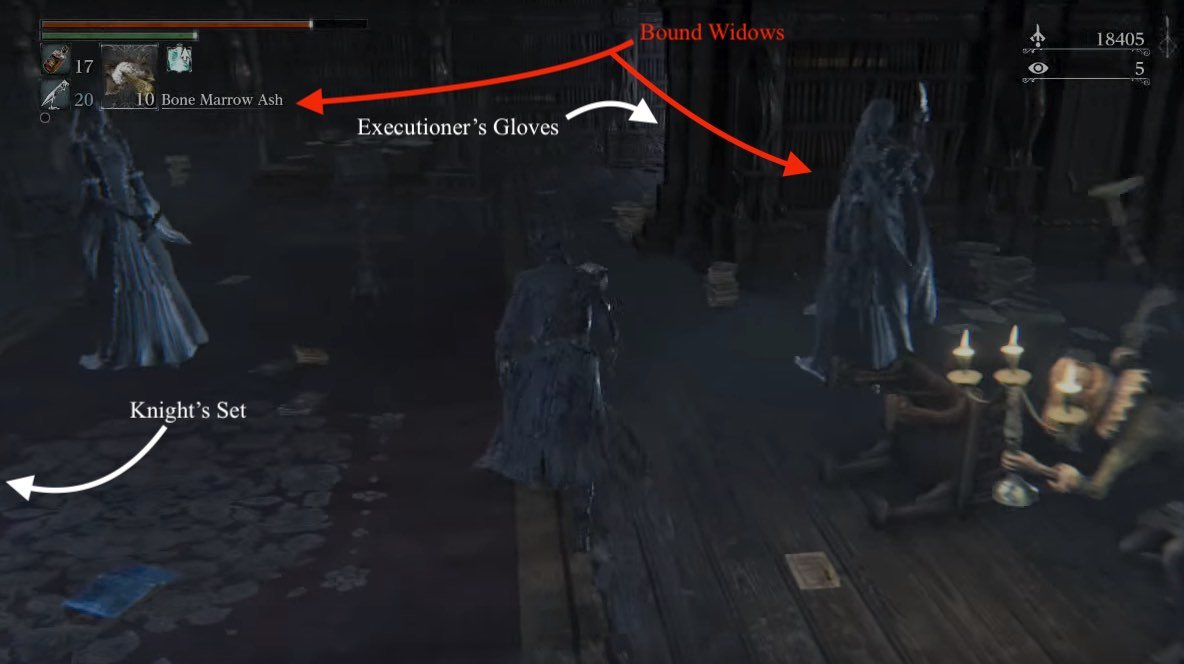 Bound Widows
18405
17
5
20
10 Bone Marrow Ash
Executioner's Gloves
Knight's Set